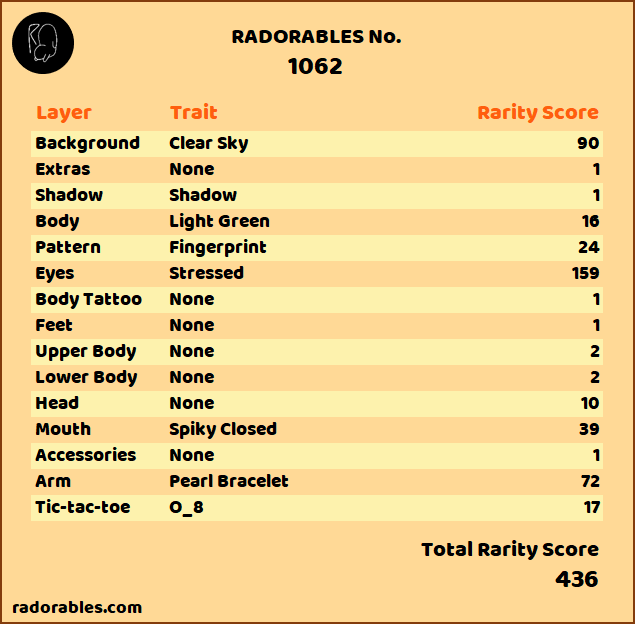 RADORABLES No.
1062
Layer Trait Rarity Score
Background Clear Sky 90
Extras None 1
Shadow Shadow 1
Body Light Green 16
Pattern Fingerprint 24
Eyes Stressed 159
Body Tattoo None 1
Feet None 1
Upper Body None 2
Lower Body None 2
Head None 10
Mouth Spiky Closed 39
Accessories None 1
Arm Pearl Bracelet 72
Tic-tac-toe O_8 17
Total Rarity Score
436
radorables.com